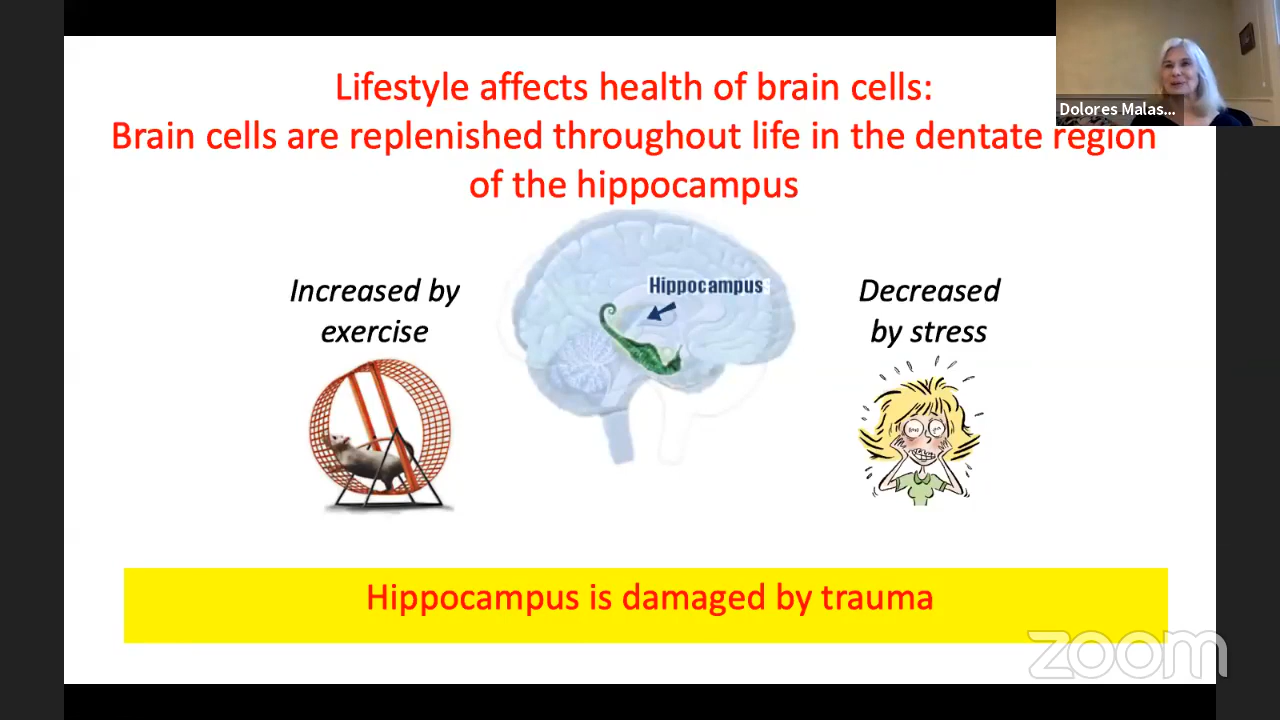 Lifestyle affects health of brain cells:
Brain cells are replenished throughout life in the dentate region
of the hippocampus
Dolores Malas...
Increased by
exercise
Hippocampus
Decreased
by stress
Hippocampus is damaged by trauma
zoom